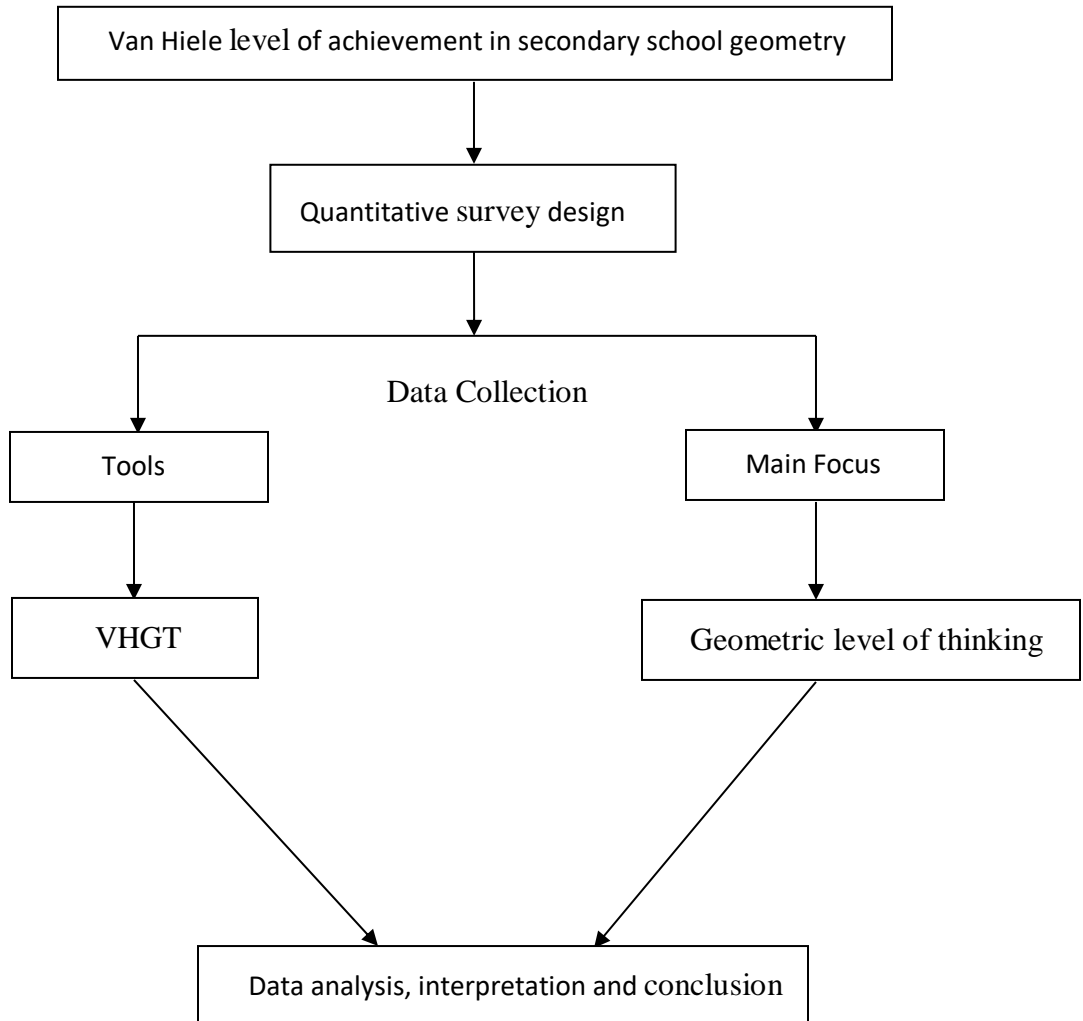 Van Hiele level of achievement in secondary school geometry
Quantitative survey design
Data Collection
Tools
Main Focus
VHGT
Geometric level of thinking
Data analysis, interpretation and conclusion